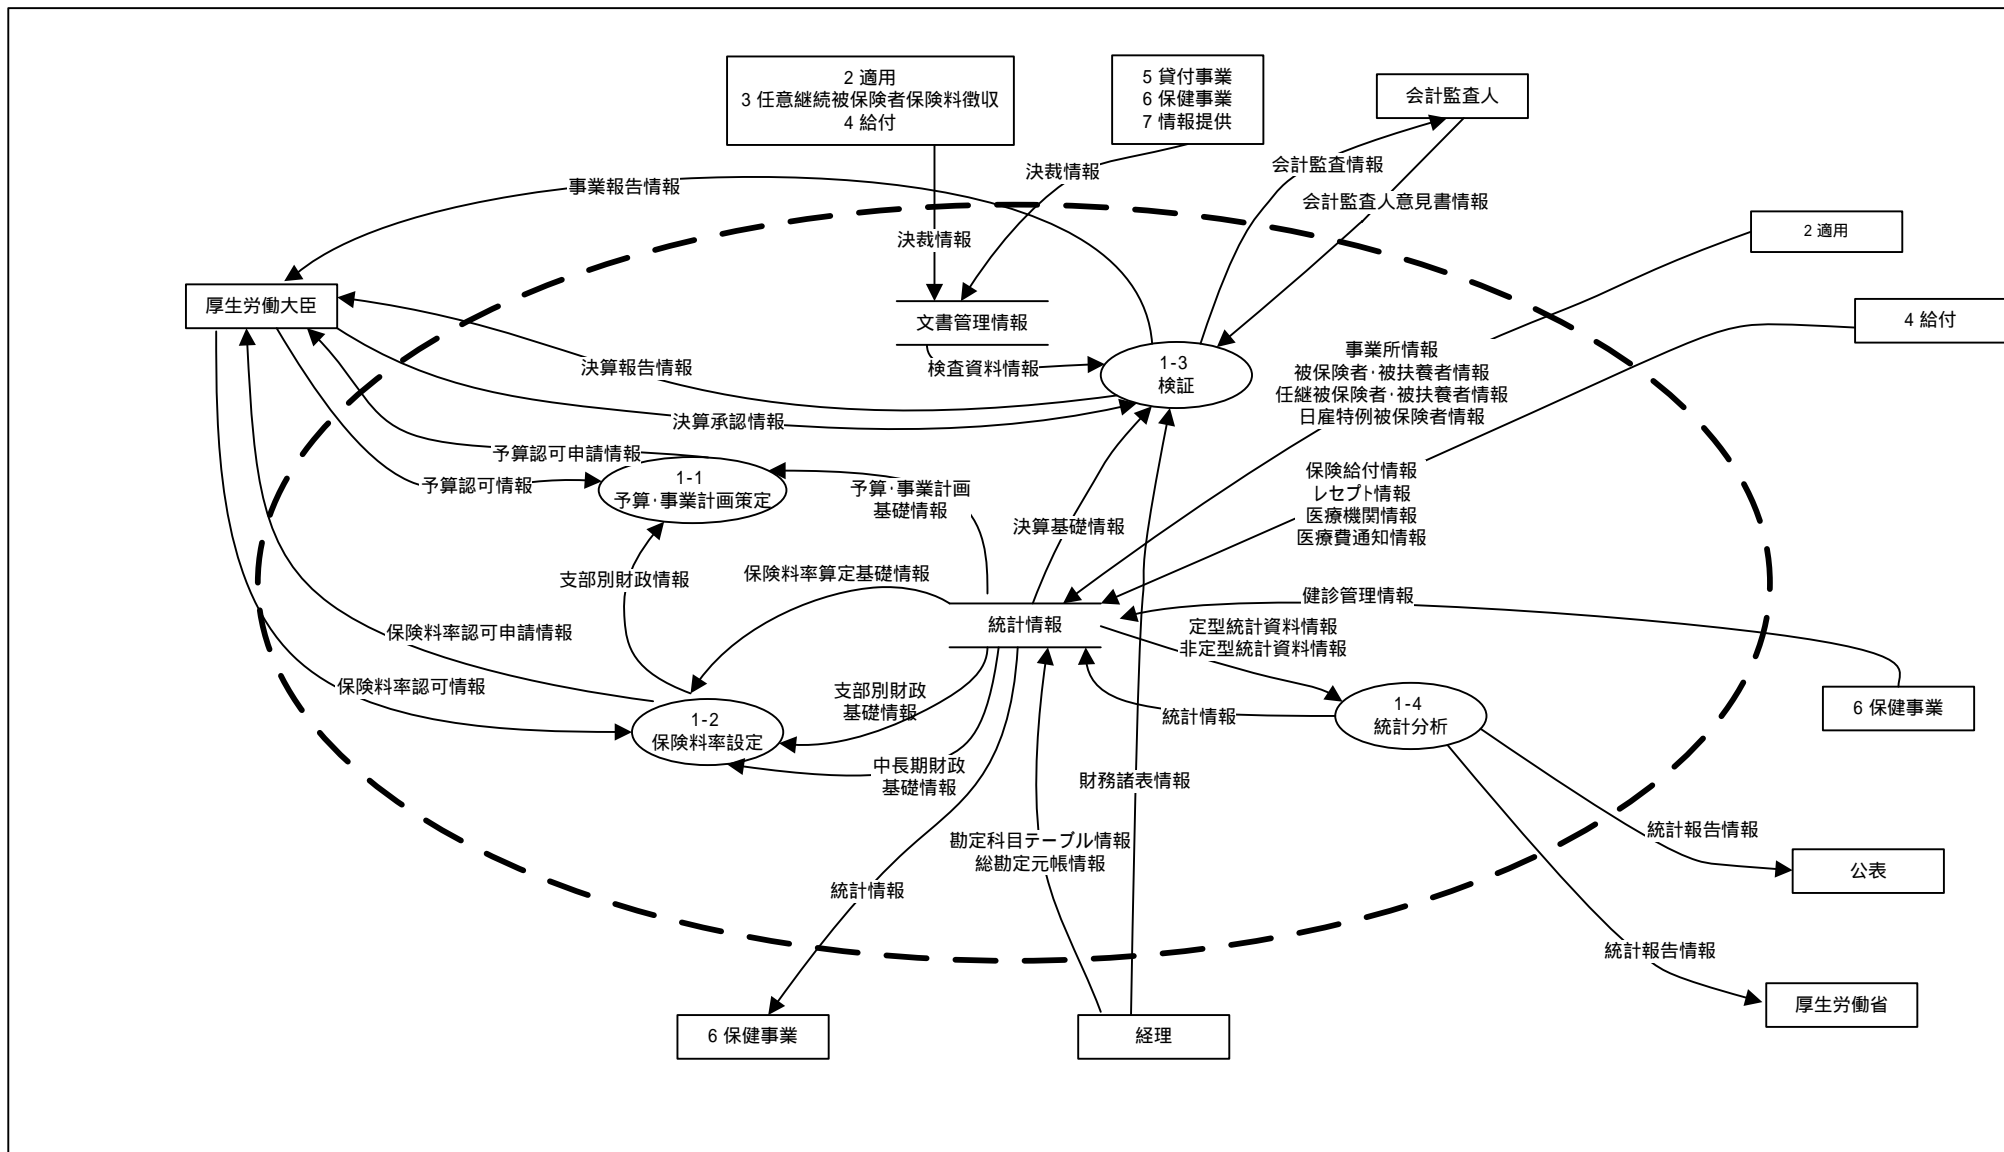 2 適用
3 任意継続被保険者保険料徴収
4 給付
5 貸付事業
6 保健事業
7 情報提供
会計監査人
決裁情報
会計監査情報
事業報告情報
会計監査人意見書情報
決裁情報
2 適用
厚生労働大臣
文書管理情報
4 給付
事業所情報
被保険者・被扶養者情報
任継被保険者・被扶養者情報
日雇特例被保険者情報
決算報告情報
検査資料情報
1-3
検証
決算承認情報
予算認可申請情報
予算認可情報
1-1
予算・事業計画策定
予算・事業計画
基礎情報
決算基礎情報
保険給付情報
レセプト情報
医療機関情報
医療費通知情報
支部別財政情報
保険料率算定基礎情報
健診管理情報
統計情報
定型統計資料情報
非定型統計資料情報
保険料率認可申請情報
保険料率認可情報
支部別財政
基礎情報
1-2
保険料率設定
統計情報
1-4
統計分析
6 保健事業
中長期財政
基礎情報
財務諸表情報
勘定科目テーブル情報
総勘定元帳情報
統計情報
統計報告情報
公表
統計報告情報
厚生労働省
6 保健事業
経理